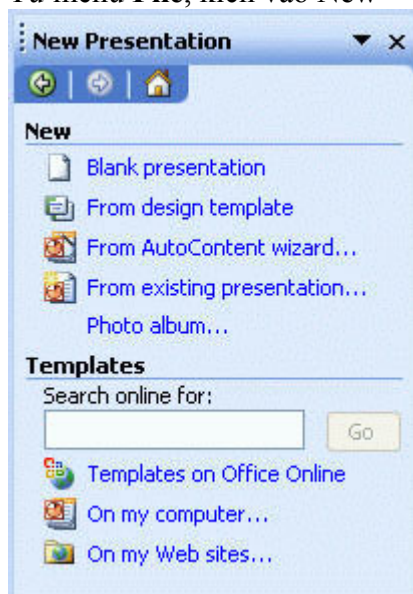 New Presentation
New
Blank presentation
From design template
From AutoContent wizard...
From existing presentation...
Photo album...
Templates
Search online for:
Go
Templates on Office Online
On my computer...
On my Web sites...